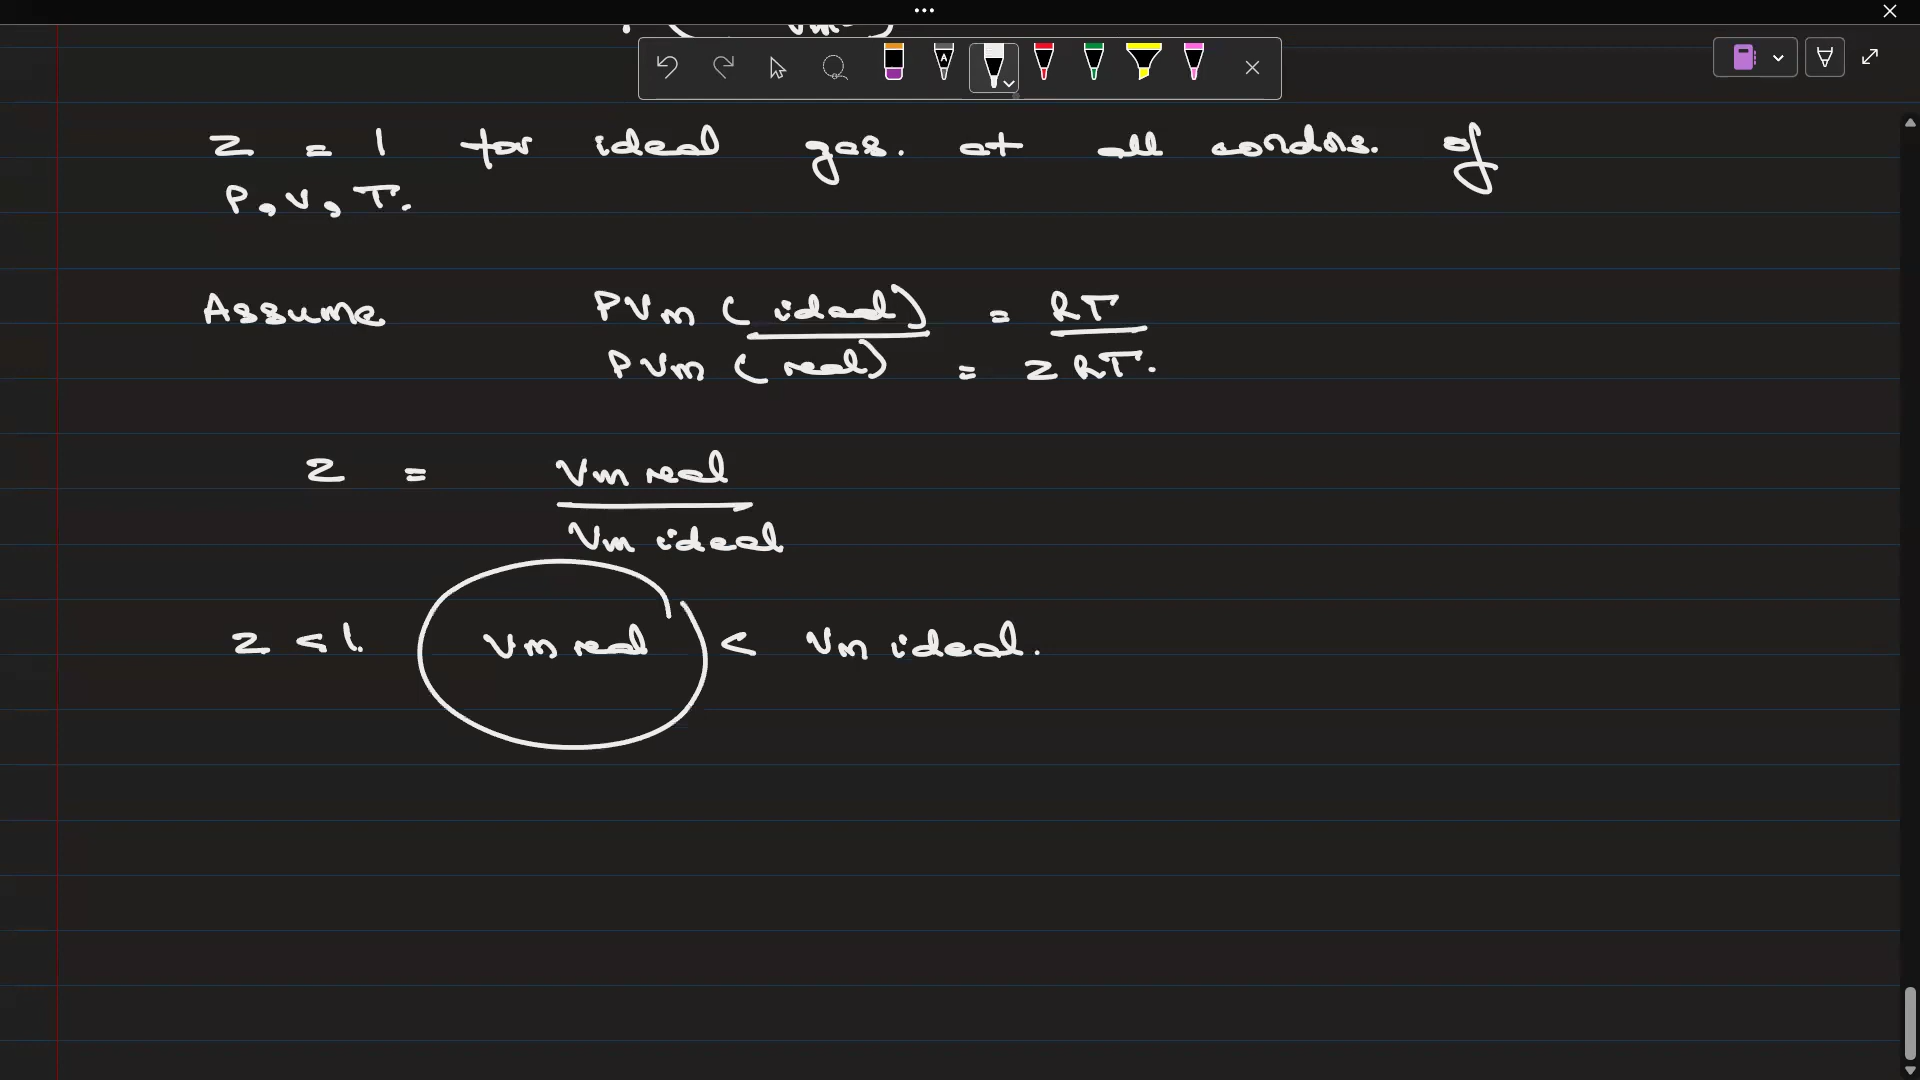 Z = 1 for ideal gas. at all condns. of
P, V, T.
Assume PVm (ideal) = RT
PVm (real) = Z RT.
Z = Vm real
Vm ideal
Z < 1. Vm real < Vm ideal.